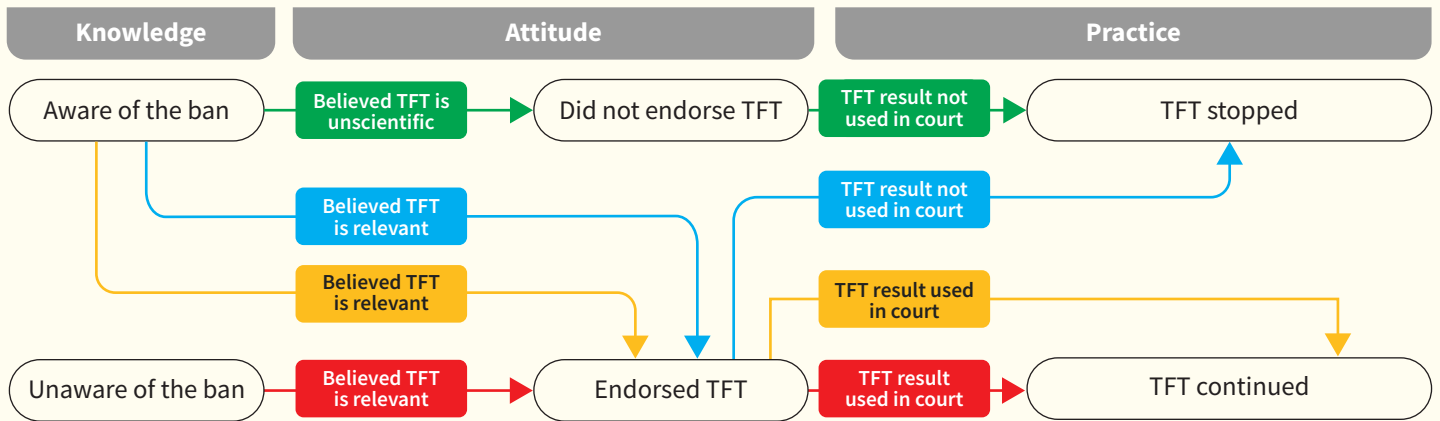 Knowledge
Attitude
Practice
Aware of the ban
Believed TFT is
unscientific
Did not endorse TFT
TFT result not
used in court
TFT stopped
Believed TFT
is relevant
TFT result not
used in court
Believed TFT
is relevant
TFT result used
in court
Unaware of the ban
Believed TFT
is relevant
Endorsed TFT
TFT result
used in court
TFT continued